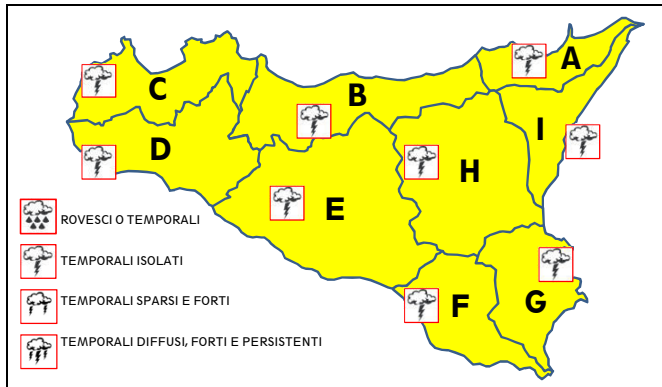 A
C
B
I
D
H
E
ROVESCI O TEMPORALI
TEMPORALI ISOLATI
F
G
TEMPORALI SPARSI E FORTI
TEMPORALI DIFFUSI, FORTI E PERSISTENTI